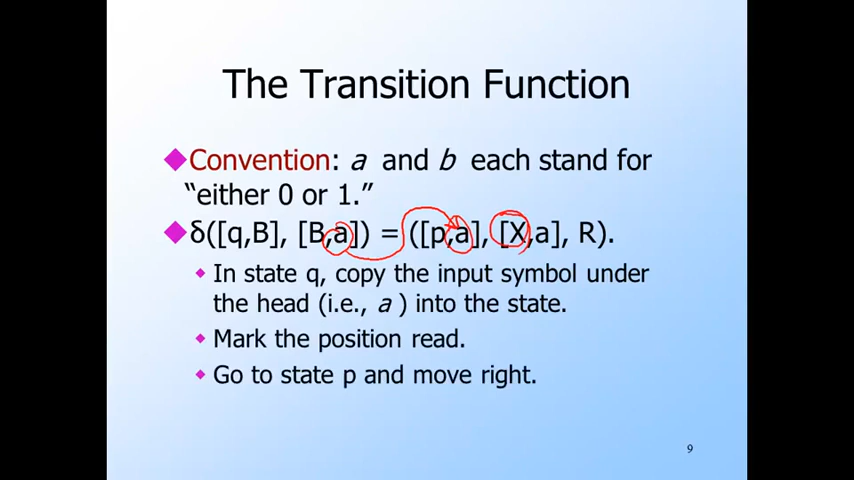 The Transition Function
Convention: a and b each stand for
“either 0 or 1.”
δ([q,B], [B,a]) = ([p,a], [X,a], R).
In state q, copy the input symbol under
the head (i.e., a ) into the state.
Mark the position read.
Go to state p and move right.
9